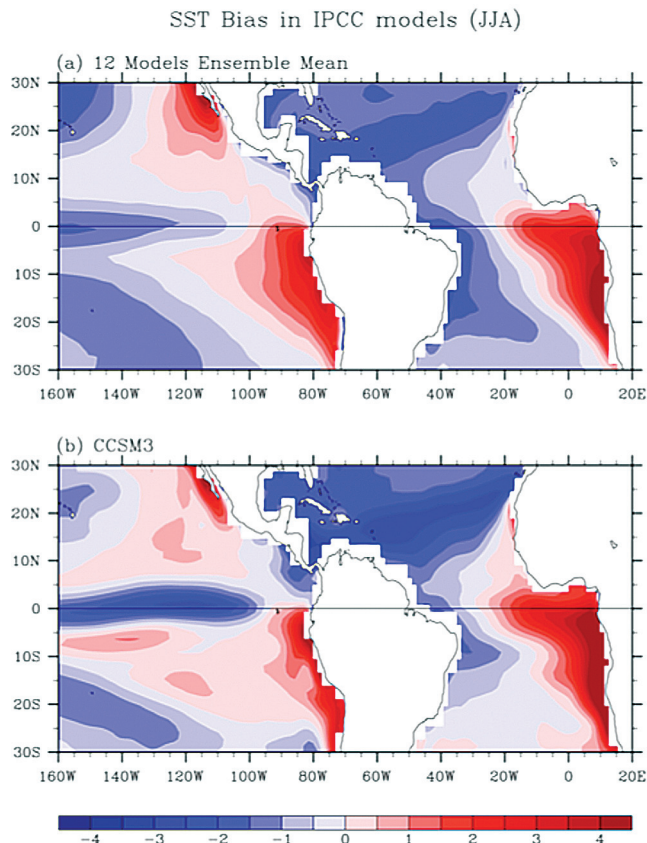 SST Bias in IPCC models (JJA)
(a) 12 Models Ensemble Mean
30N
20N
10N
0
10S
20S
30S
160W 140W 120W 100W 80W 60W 40W 20W 0 20E
(b) CCSM3
30N
20N
10N
0
10S
20S
30S
160W 140W 120W 100W 80W 60W 40W 20W 0 20E
-4 -3 -2 -1 0 1 2 3 4